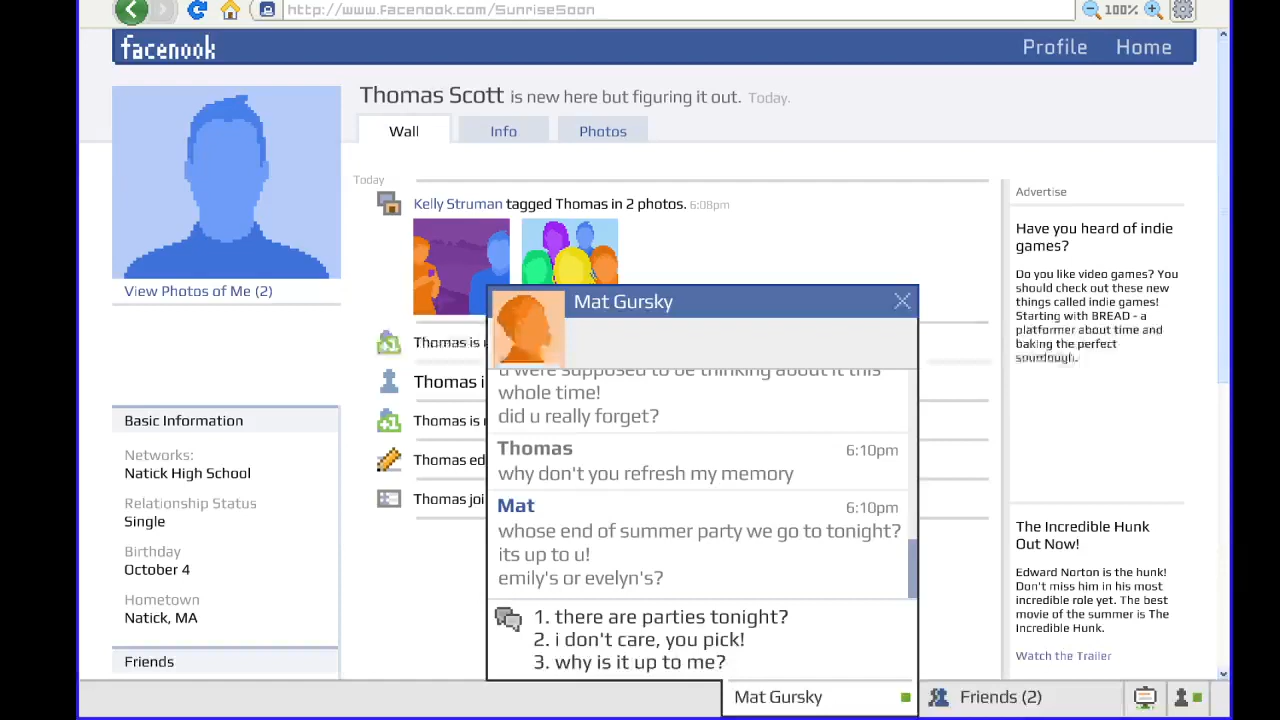 http://www.facenook.com/SunriseSoon
100%
facenook
Profile Home
Thomas Scott is new here but figuring it out. Today.
Wall Info Photos
Today
Kelly Struman tagged Thomas in 2 photos. 6:08pm
View Photos of Me (2)
Thomas is
Thomas i
Thomas is
Thomas ed
Thomas joi
Basic Information
Networks:
Natick High School
Relationship Status
Single
Birthday
October 4
Hometown
Natick, MA
Friends
Mat Gursky
u were supposed to be thinking about it this
whole time!
did u really forget?
Thomas 6:10pm
why don't you refresh my memory
Mat 6:10pm
whose end of summer party we go to tonight?
its up to u!
emily's or evelyn's?
1. there are parties tonight?
2. i don't care, you pick!
3. why is it up to me?
Advertise
Have you heard of indie
games?
Do you like video games? You
should check out these new
things called indie games!
Starting with BREAD - a
platformer about time and
baking the perfect
sourdough.
The Incredible Hunk
Out Now!
Edward Norton is the hunk!
Don't miss him in his most
incredible role yet. The best
movie of the summer is The
Incredible Hunk.
Watch the Trailer
Mat Gursky
Friends (2)